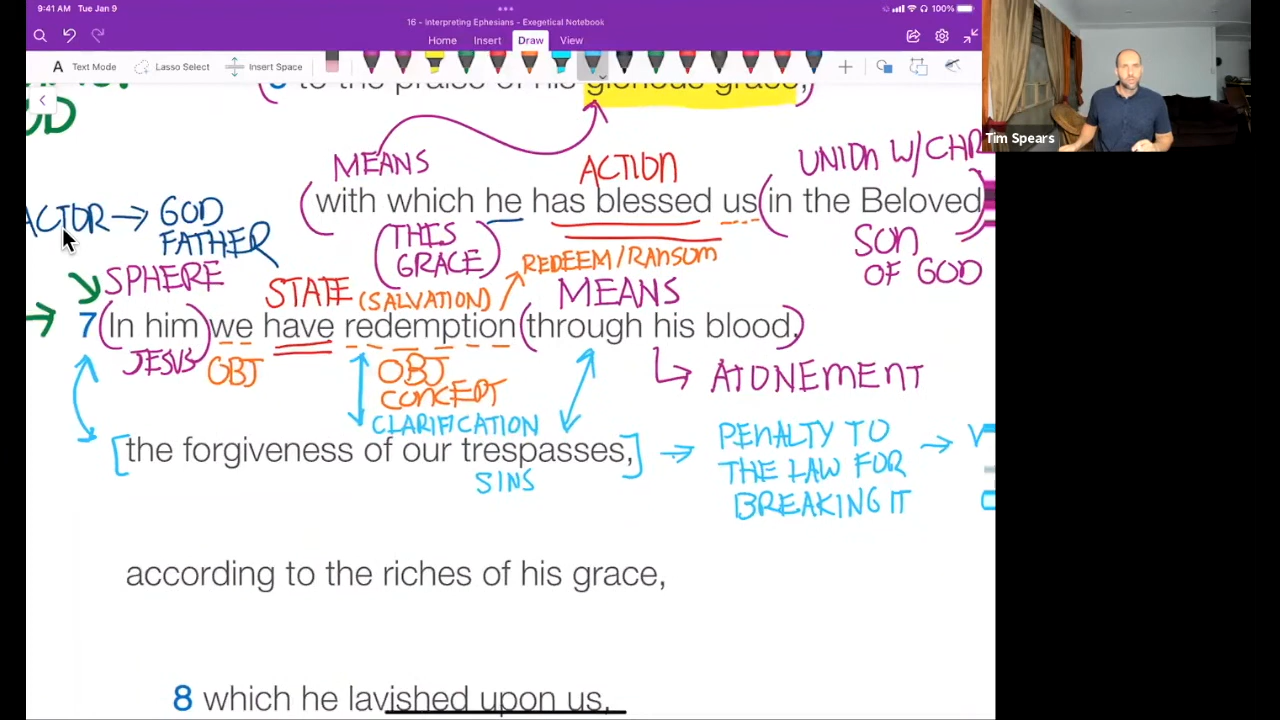 9:41 AM Tue Jan 9
100%
16 - Interpreting Ephesians - Exegetical Notebook
Home Insert Draw View
Text Mode Lasso Select Insert Space
Tim Spears
to the praise of his glorious grace,
MEANS ACTION UNION W/CHR
(with which he has blessed us (in the Beloved)
ACTOR → GOD FATHER
(THIS GRACE)
SON OF GOD
REDEEM/RANSOM
SPHERE STATE (SALVATION) MEANS
7 (In him) we have redemption (through his blood,)
JESUS OBJ OBJ CONCEPT → ATONEMENT
CLARIFICATION
[the forgiveness of our trespasses,] → PENALTY TO THE LAW FOR BREAKING IT →
SINS
according to the riches of his grace,
8 which he lavished upon us,